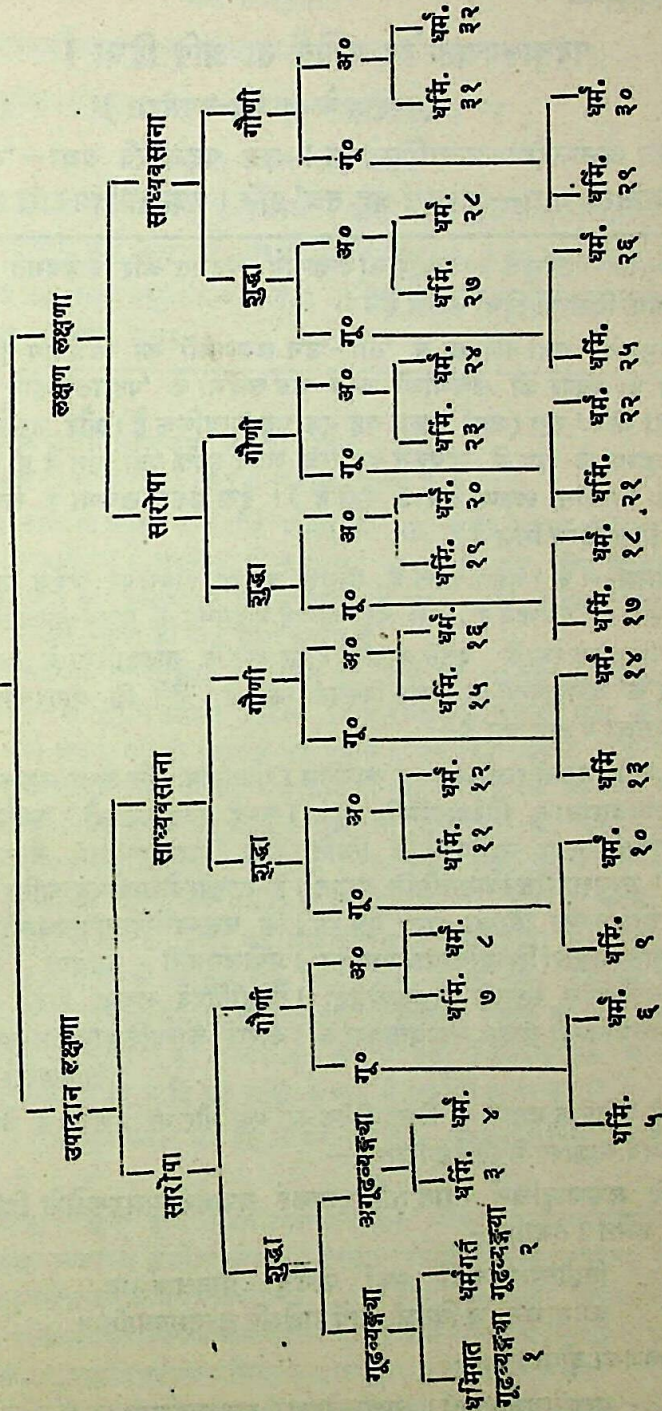 उपादान लक्षणा लक्षण लक्षणा
सारोपा साध्यवसाना सारोपा साध्यवसाना
शुद्धा गौणी शुद्धा गौणी शुद्धा गौणी शुद्धा गौणी
गूढव्यङ्ग्या अगूढव्यङ्ग्या गू० अ० गू० अ० गू० अ० गू० अ० गू० अ० गू० अ० गू० अ०
धर्मिगत धर्मगत धर्मि. धर्म. धर्मि. धर्म. धर्मि. धर्म. धर्मि. धर्म. धर्मि. धर्म. धर्मि. धर्म. धर्मि. धर्म. धर्मि. धर्म.
गूढव्यङ्ग्या गूढव्यङ्ग्या ३ ४ ७ ८ ११ १२ १५ १६ १९ २० २३ २४ २७ २८ ३१ ३२
१ २
धर्मि. धर्म. धर्मि. धर्म. धर्मि धर्म. धर्मि. धर्म. धर्मि. धर्म. धर्मि. धर्म. धर्मि. धर्म.
५ ६ ९ १० १३ १४ १७ १८ २१ २२ २५ २६ २९ ३०